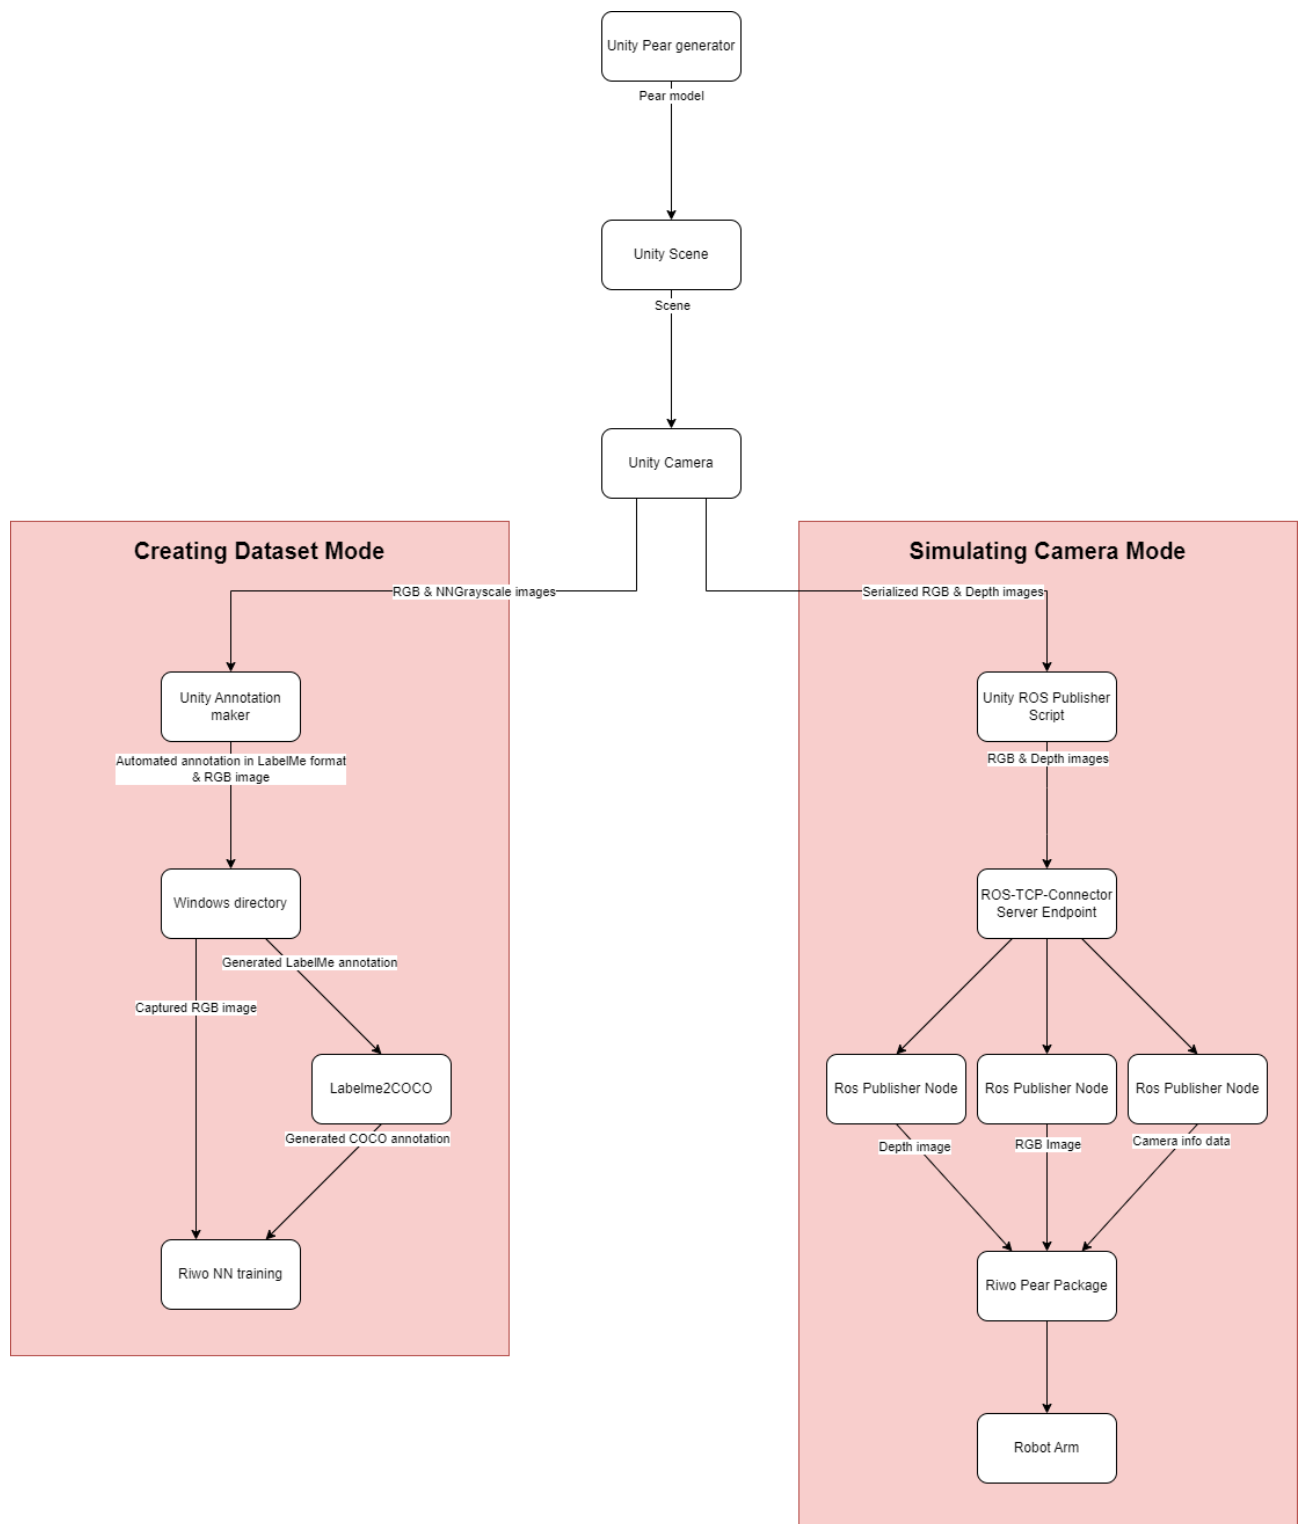 Unity Pear generator
Pear model
Unity Scene
Scene
Unity Camera
Creating Dataset Mode
RGB & NNGrayscale images
Unity Annotation
maker
Automated annotation in LabelMe format
& RGB image
Windows directory
Generated LabelMe annotation
Captured RGB image
Labelme2COCO
Generated COCO annotation
Riwo NN training
Simulating Camera Mode
Serialized RGB & Depth images
Unity ROS Publisher
Script
RGB & Depth images
ROS-TCP-Connector
Server Endpoint
Ros Publisher Node
Ros Publisher Node
Ros Publisher Node
Depth image
RGB Image
Camera info data
Riwo Pear Package
Robot Arm